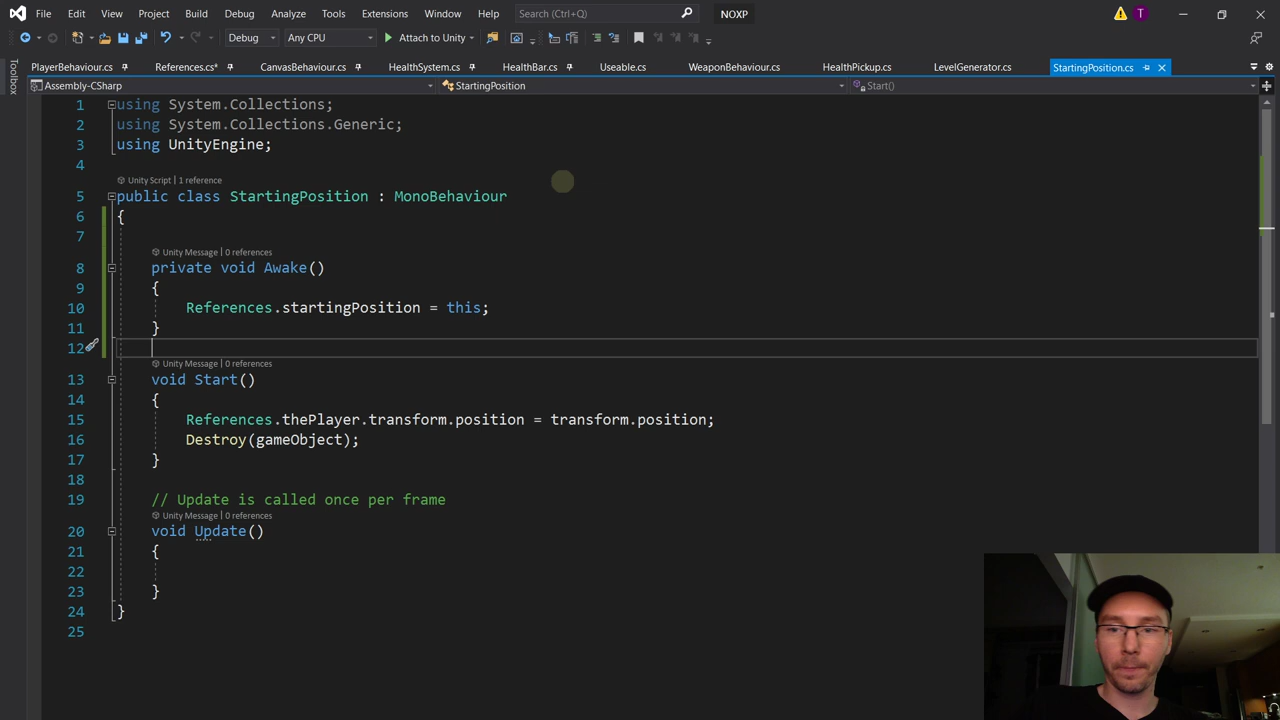 File Edit View Project Build Debug Analyze Tools Extensions Window Help Search (Ctrl+Q) NOXP T
Debug Any CPU Attach to Unity
Toolbox
PlayerBehaviour.cs References.cs* CanvasBehaviour.cs HealthSystem.cs HealthBar.cs Useable.cs WeaponBehaviour.cs HealthPickup.cs LevelGenerator.cs StartingPosition.cs
Assembly-CSharp StartingPosition Start()
1 using System.Collections;
2 using System.Collections.Generic;
3 using UnityEngine;
4
Unity Script | 1 reference
5 public class StartingPosition : MonoBehaviour
6 {
7
Unity Message | 0 references
8 private void Awake()
9 {
10 References.startingPosition = this;
11 }
12
Unity Message | 0 references
13 void Start()
14 {
15 References.thePlayer.transform.position = transform.position;
16 Destroy(gameObject);
17 }
18
19 // Update is called once per frame
Unity Message | 0 references
20 void Update()
21 {
22
23 }
24 }
25